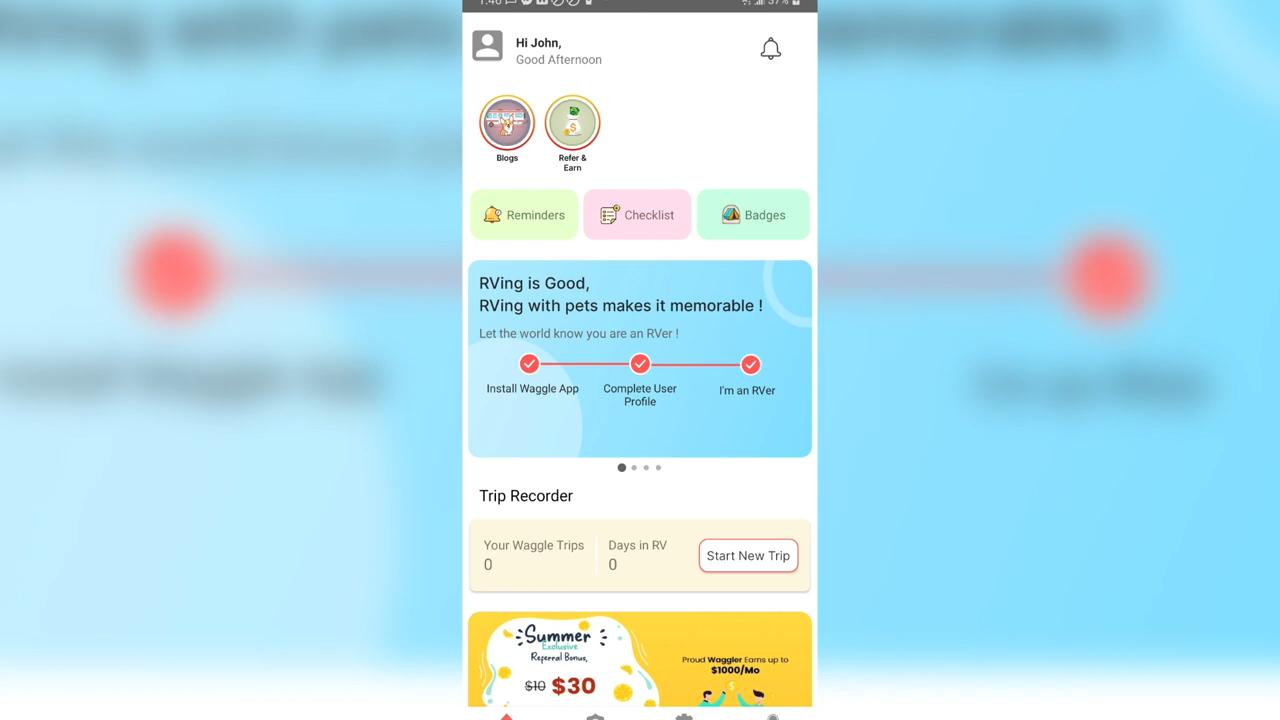 Hi John,
Good Afternoon
Blogs
Refer &
Earn
Reminders
Checklist
Badges
RVing is Good,
RVing with pets makes it memorable !
Let the world know you are an RVer !
Install Waggle App
Complete User
Profile
I'm an RVer
Trip Recorder
Your Waggle Trips
0
Days in RV
0
Start New Trip
Summer
Exclusive
Referral Bonus,
$10 $30
Proud Waggler Earns up to
$1000/Mo